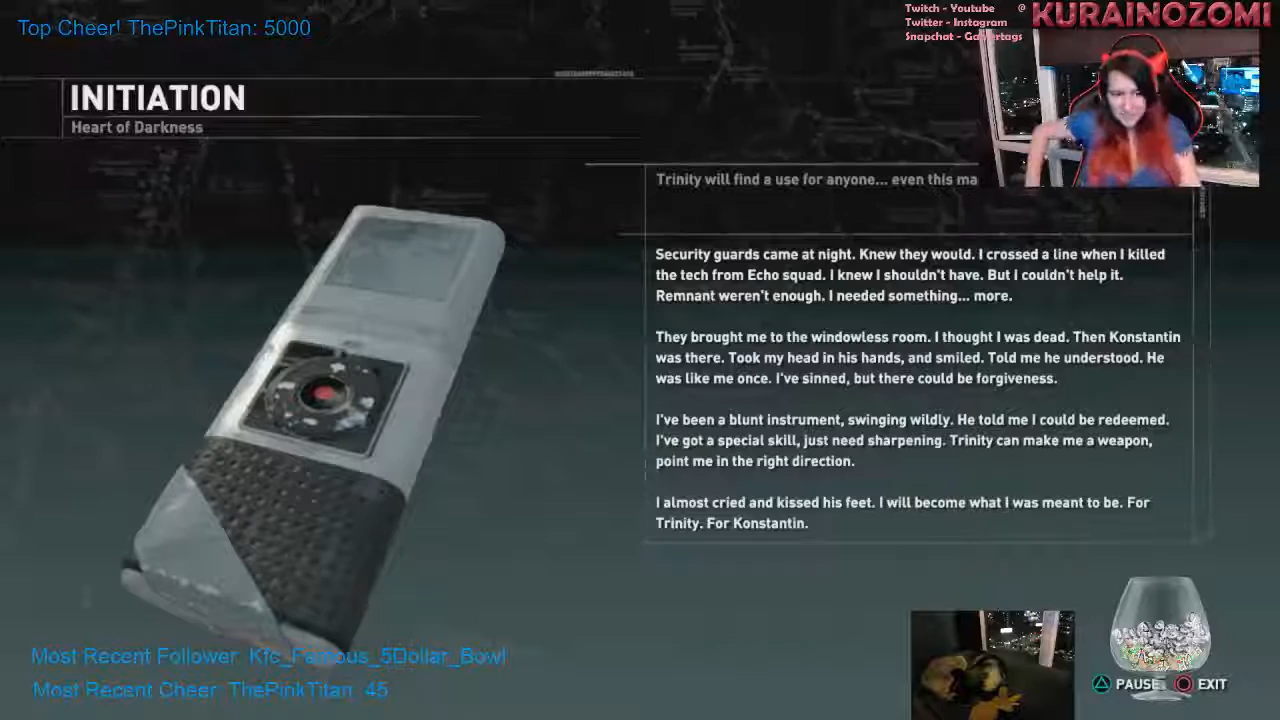 Top Cheer! ThePinkTitan: 5000
Twitch - Youtube @
Twitter - Instagram
Snapchat - Gamertags
KURAINOZOMI
INITIATION
Heart of Darkness
Trinity will find a use for anyone... even this ma
Security guards came at night. Knew they would. I crossed a line when I killed
the tech from Echo squad. I knew I shouldn't have. But I couldn't help it.
Remnant weren't enough. I needed something... more.
They brought me to the windowless room. I thought I was dead. Then Konstantin
was there. Took my head in his hands, and smiled. Told me he understood. He
was like me once. I've sinned, but there could be forgiveness.
I've been a blunt instrument, swinging wildly. He told me I could be redeemed.
I've got a special skill, just need sharpening. Trinity can make me a weapon,
point me in the right direction.
I almost cried and kissed his feet. I will become what I was meant to be. For
Trinity. For Konstantin.
Most Recent Follower: Kfc_Famous_5Dollar_Bowl
Most Recent Cheer: ThePinkTitan: 45
PAUSE EXIT